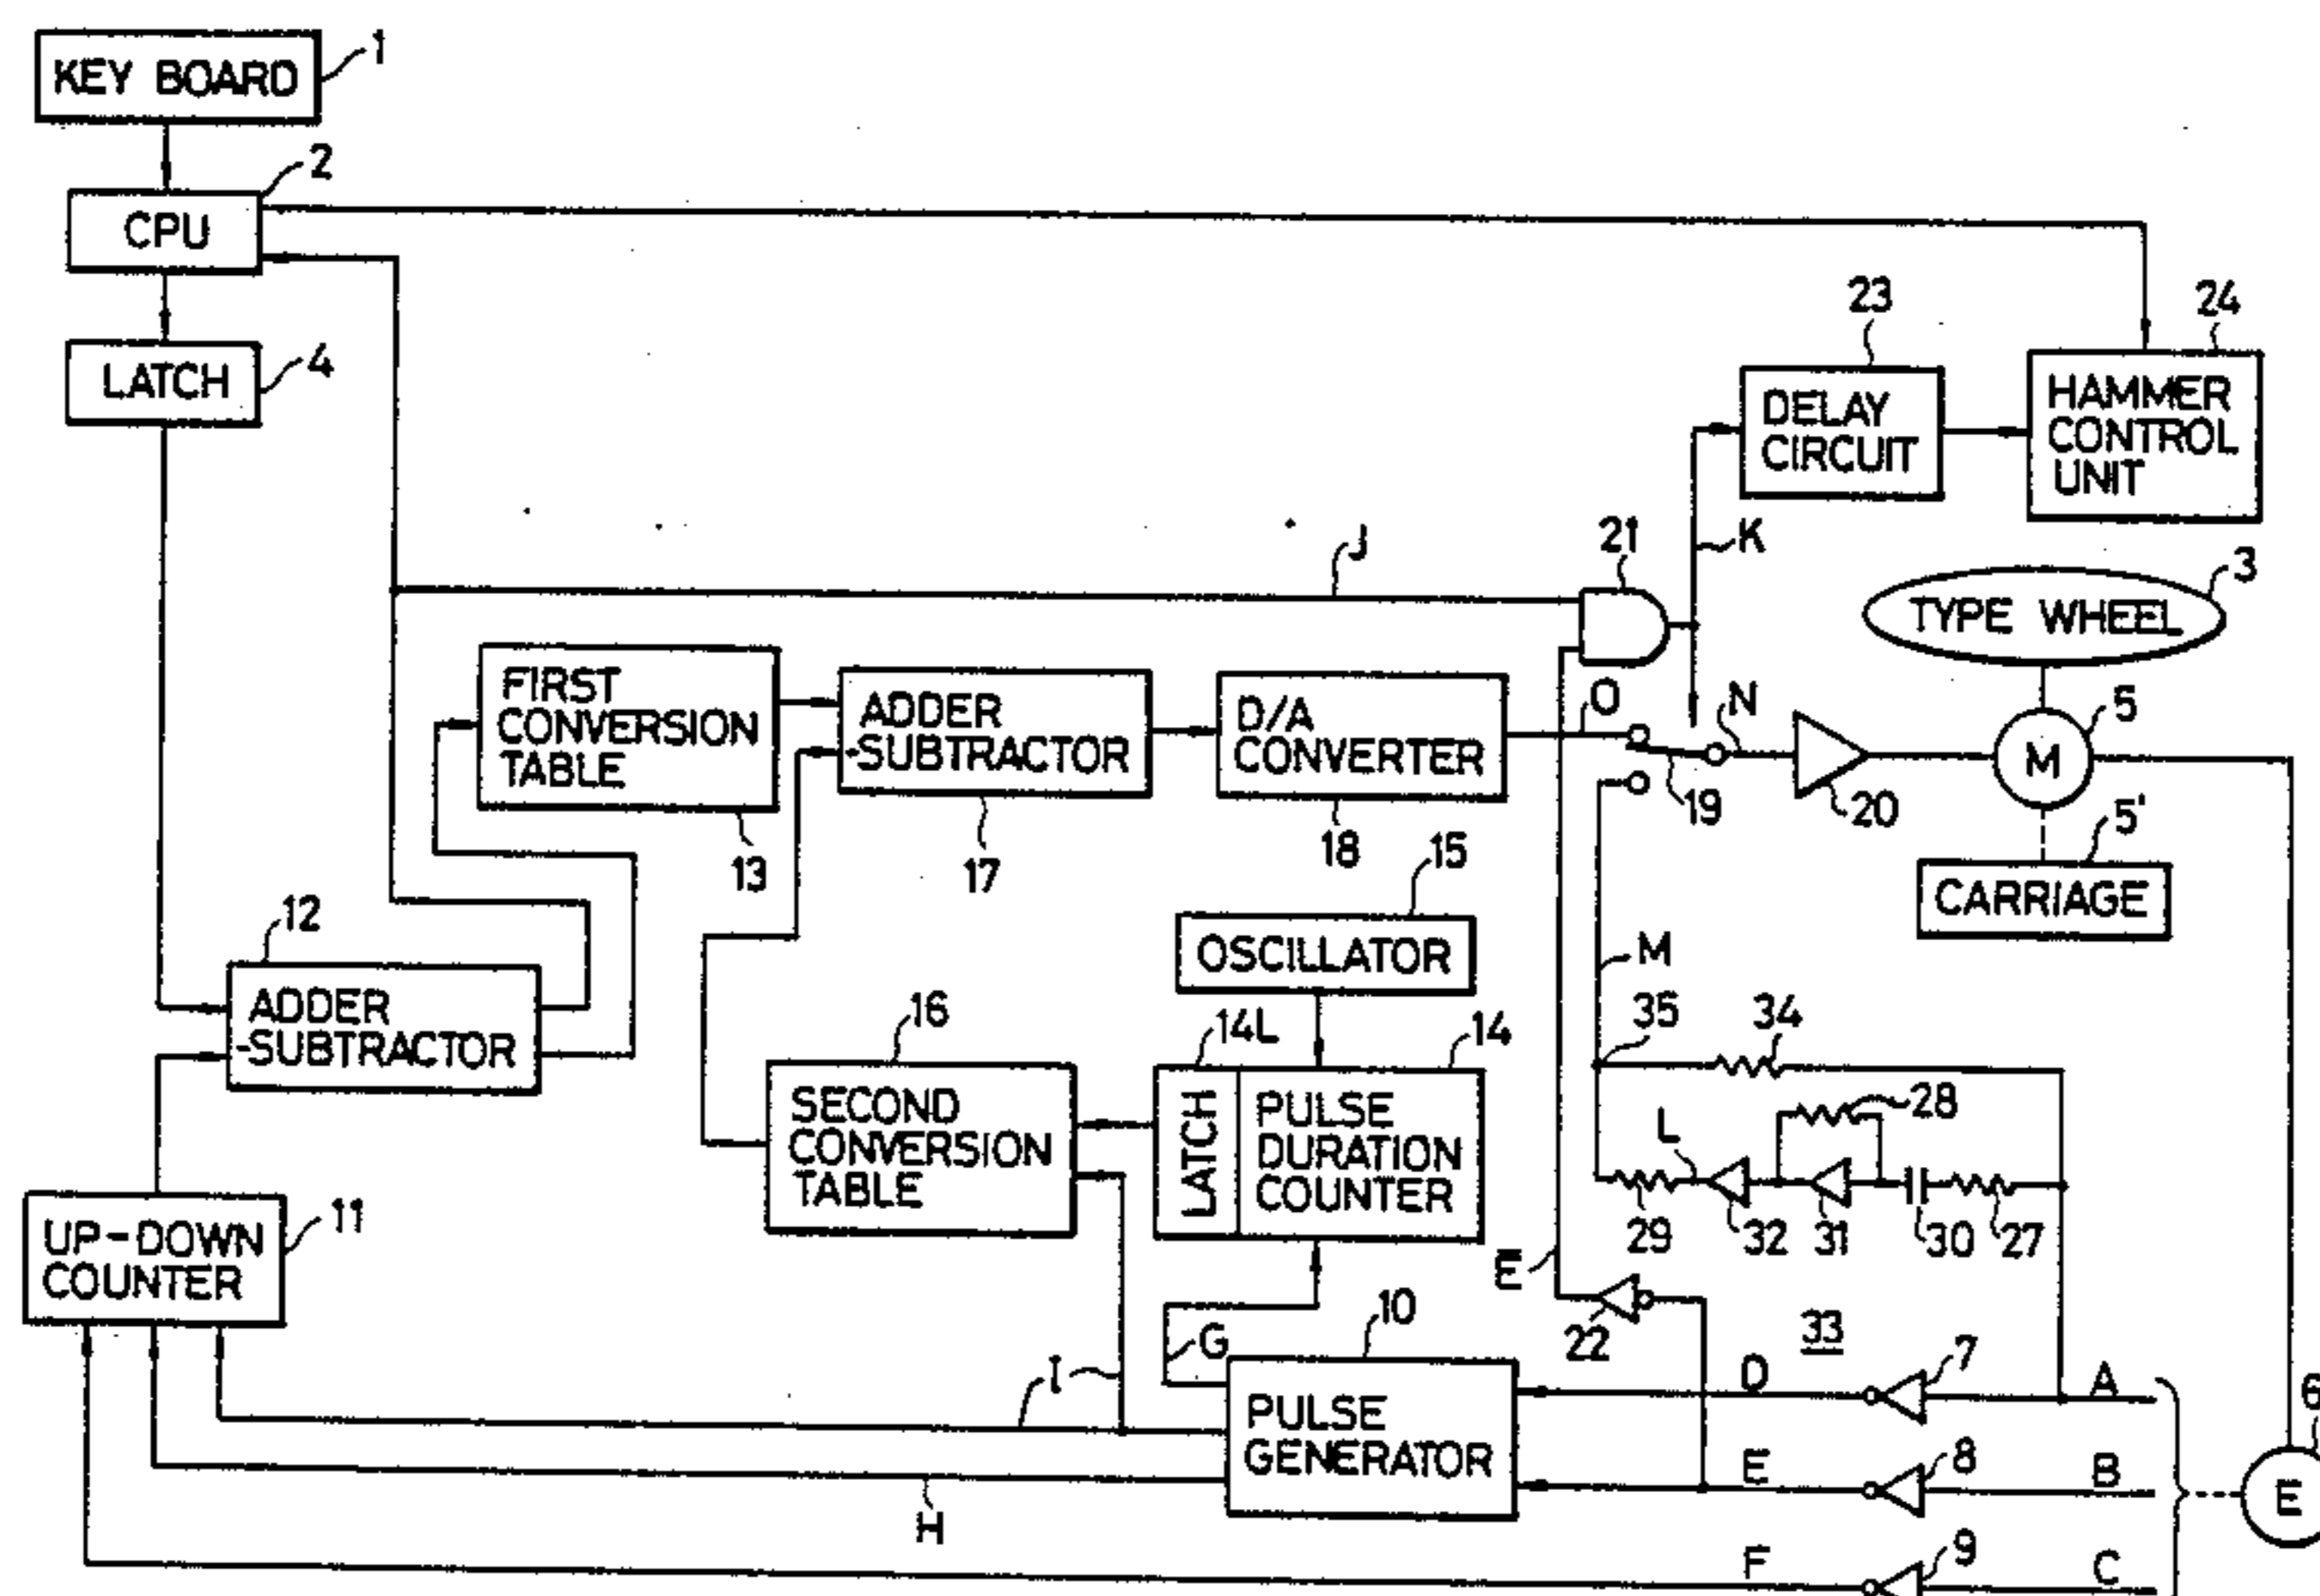 KEY BOARD
1
CPU
2
LATCH
4
23
24
DELAY
CIRCUIT
HAMMER
CONTROL
UNIT
J
21
K
3
TYPE WHEEL
FIRST
CONVERSION
TABLE
13
ADDER
-SUBTRACTOR
17
D/A
CONVERTER
18
O
19
N
20
5
M
5'
CARRIAGE
12
ADDER
-SUBTRACTOR
15
OSCILLATOR
M
16
14L
14
35
34
SECOND
CONVERSION
TABLE
LATCH
PULSE
DURATION
COUNTER
L
28
29
32
31
30
27
11
UP-DOWN
COUNTER
E̅
22
33
10
G
I
PULSE
GENERATOR
D
7
A
6
E
8
B
E
H
F
9
C